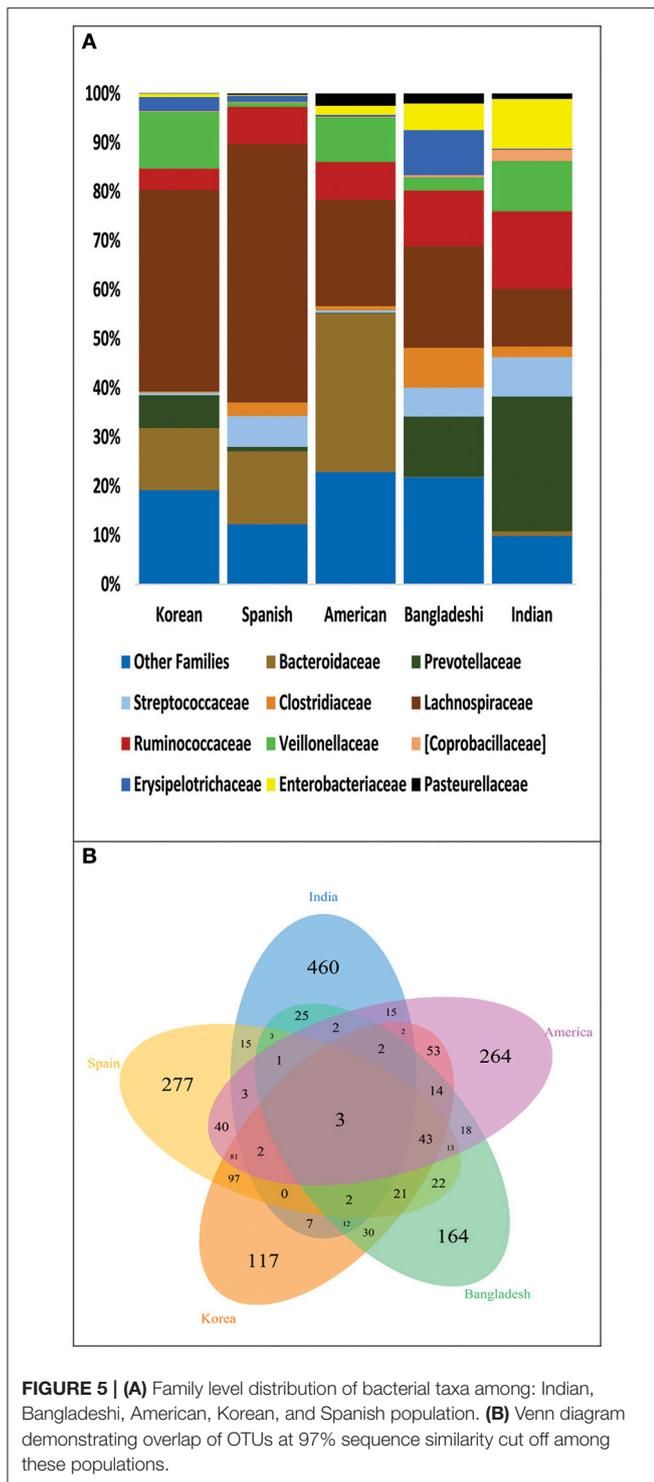 A
100%
90%
80%
70%
60%
50%
40%
30%
20%
10%
0%
Korean Spanish American Bangladeshi Indian
Other Families Bacteroidaceae Prevotellaceae
Streptococcaceae Clostridiaceae Lachnospiraceae
Ruminococcaceae Veillonellaceae [Coprobacillaceae]
Erysipelotrichaceae Enterobacteriaceae Pasteurellaceae
B
India
460
15
25
2
2
America
53
264
15
3
2
1
Spain
277
3
14
40
3
18
43
13
81
2
97
22
0
2
21
7
12
30
164
117
Bangladesh
Korea
FIGURE 5 | (A) Family level distribution of bacterial taxa among: Indian,
Bangladeshi, American, Korean, and Spanish population. (B) Venn diagram
demonstrating overlap of OTUs at 97% sequence similarity cut off among
these populations.